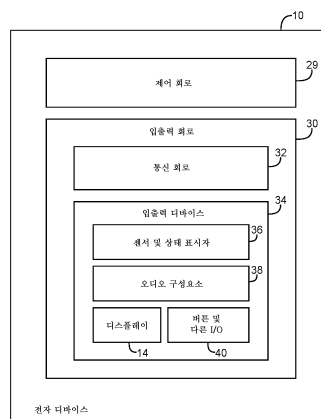 10
제어 회로
29
입출력 회로
30
통신 회로
32
입출력 디바이스
34
센서 및 상태 표시자
36
오디오 구성요소
38
디스플레이
14
버튼 및
다른 I/O
40
전자 디바이스